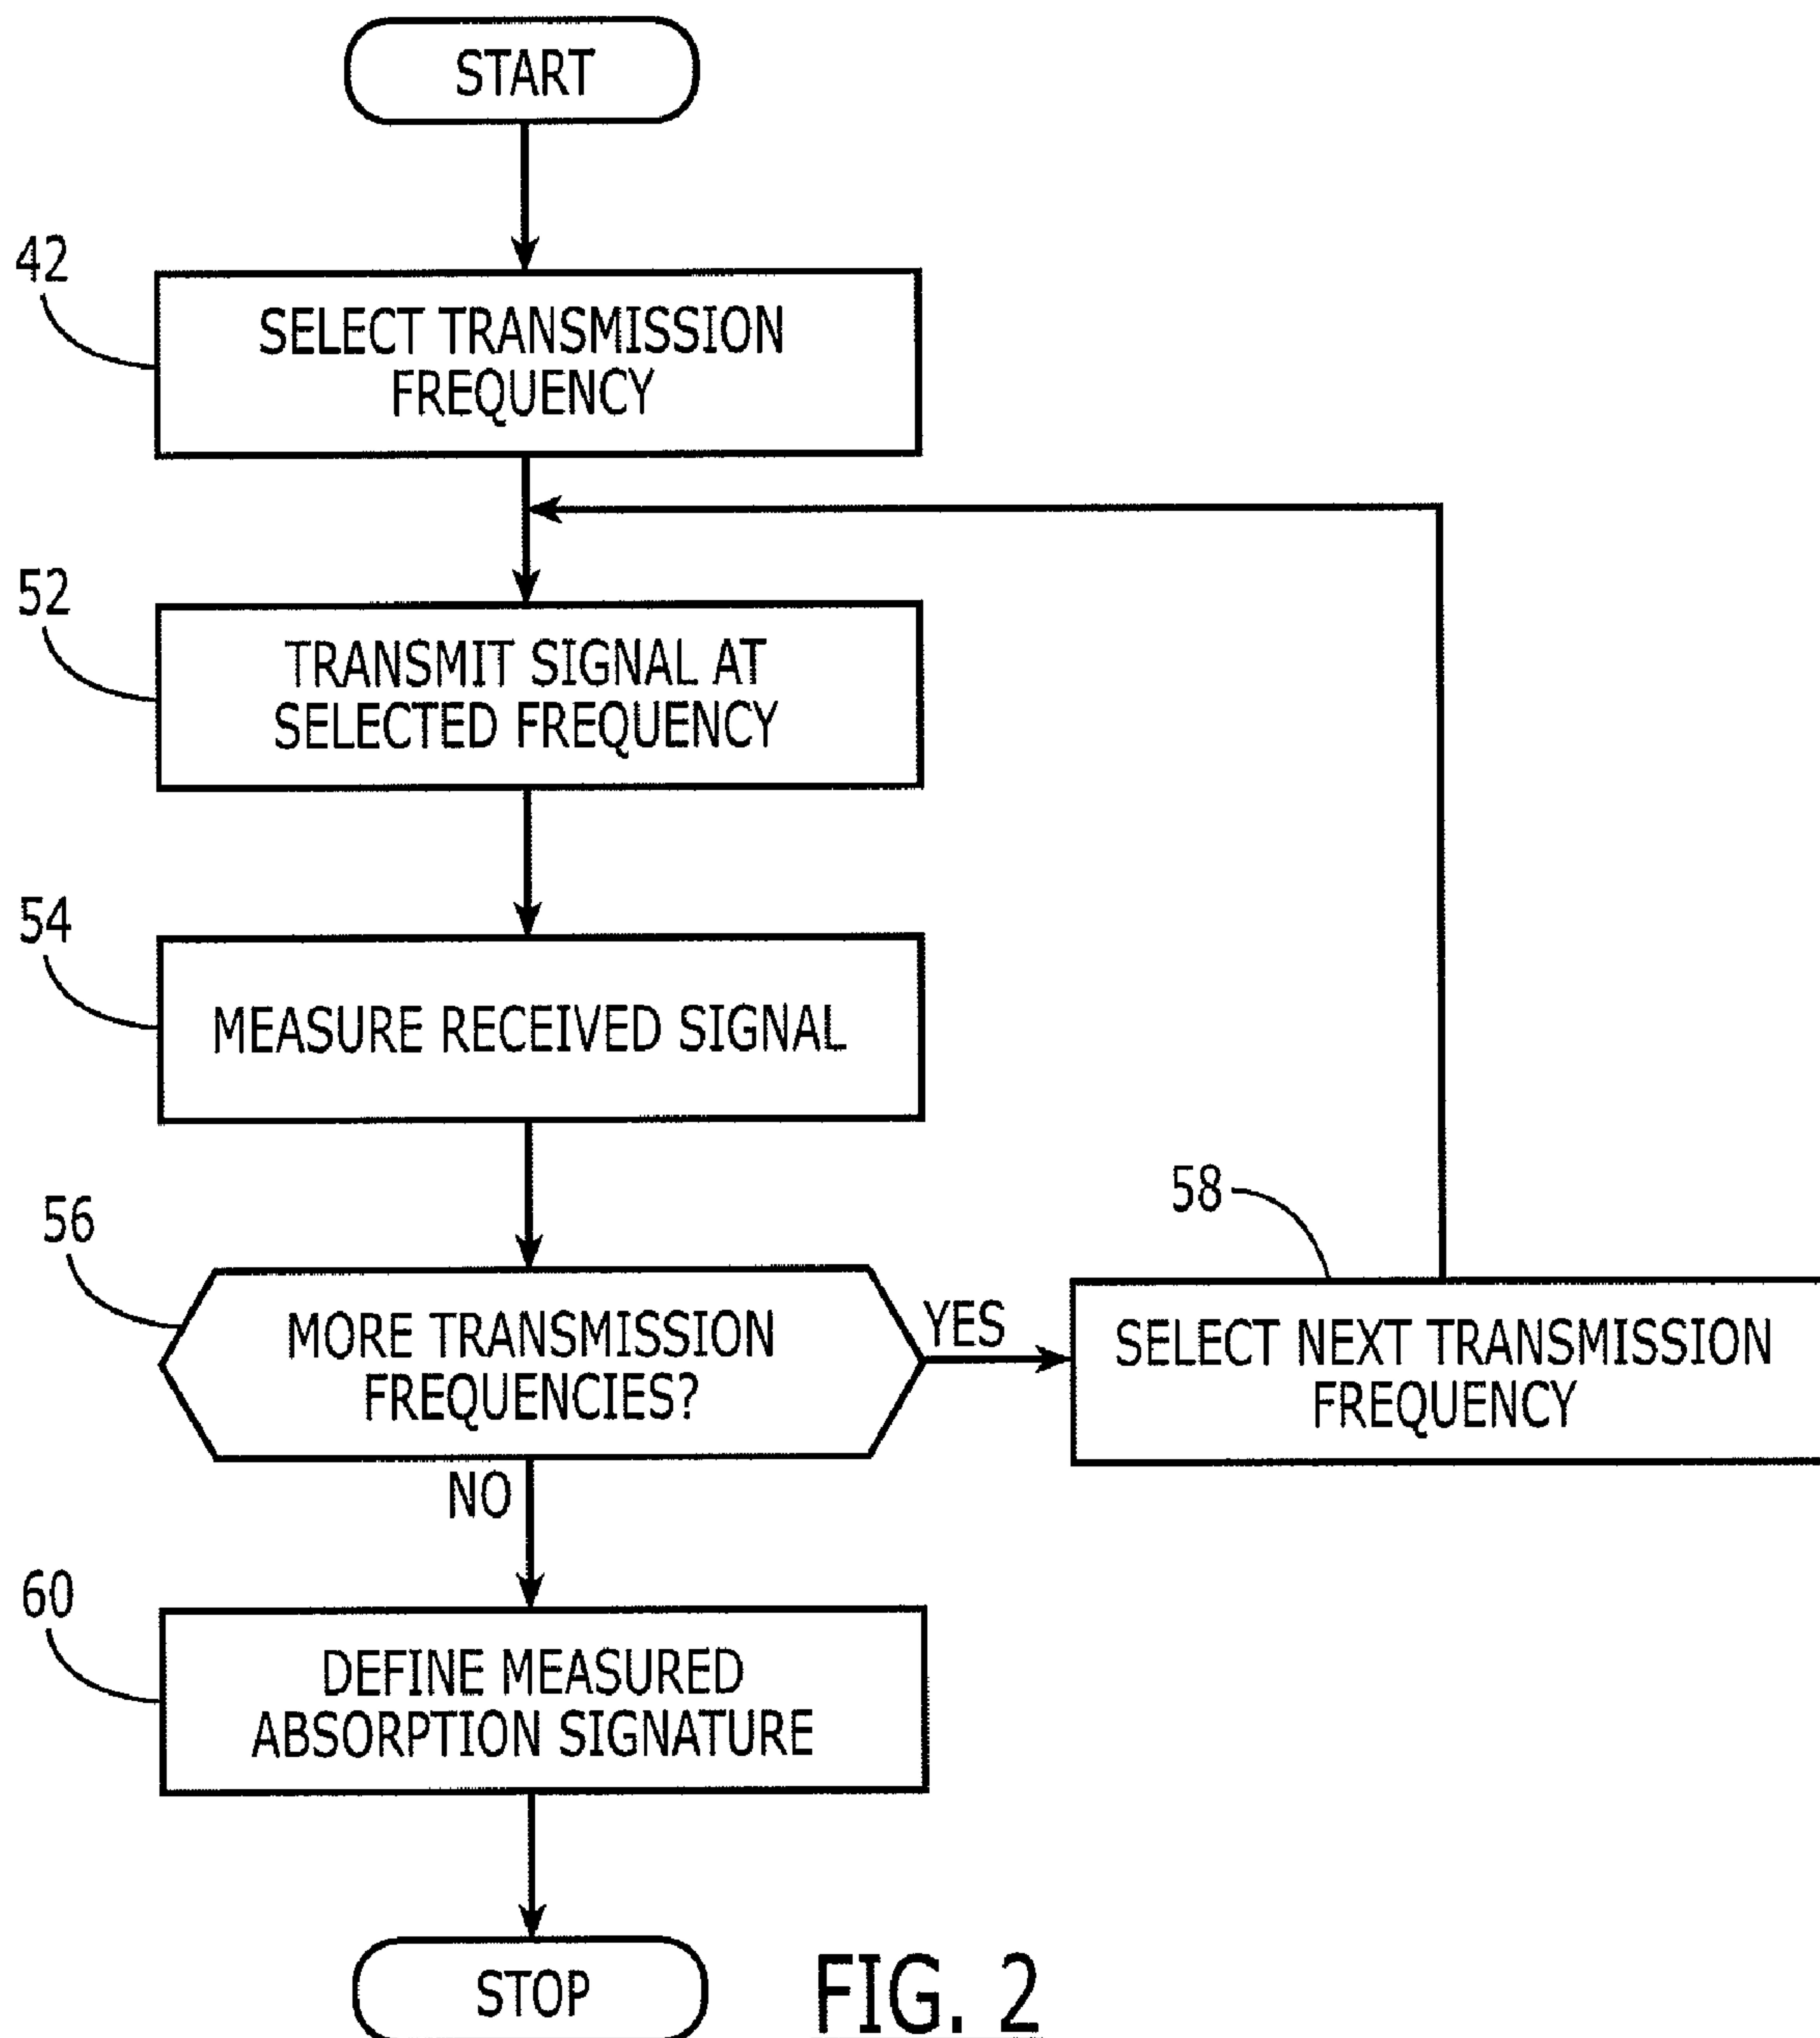 START
42
SELECT TRANSMISSION
FREQUENCY
52
TRANSMIT SIGNAL AT
SELECTED FREQUENCY
54
MEASURE RECEIVED SIGNAL
56
MORE TRANSMISSION
FREQUENCIES?
YES
58
SELECT NEXT TRANSMISSION
FREQUENCY
NO
60
DEFINE MEASURED
ABSORPTION SIGNATURE
STOP
FIG. 2